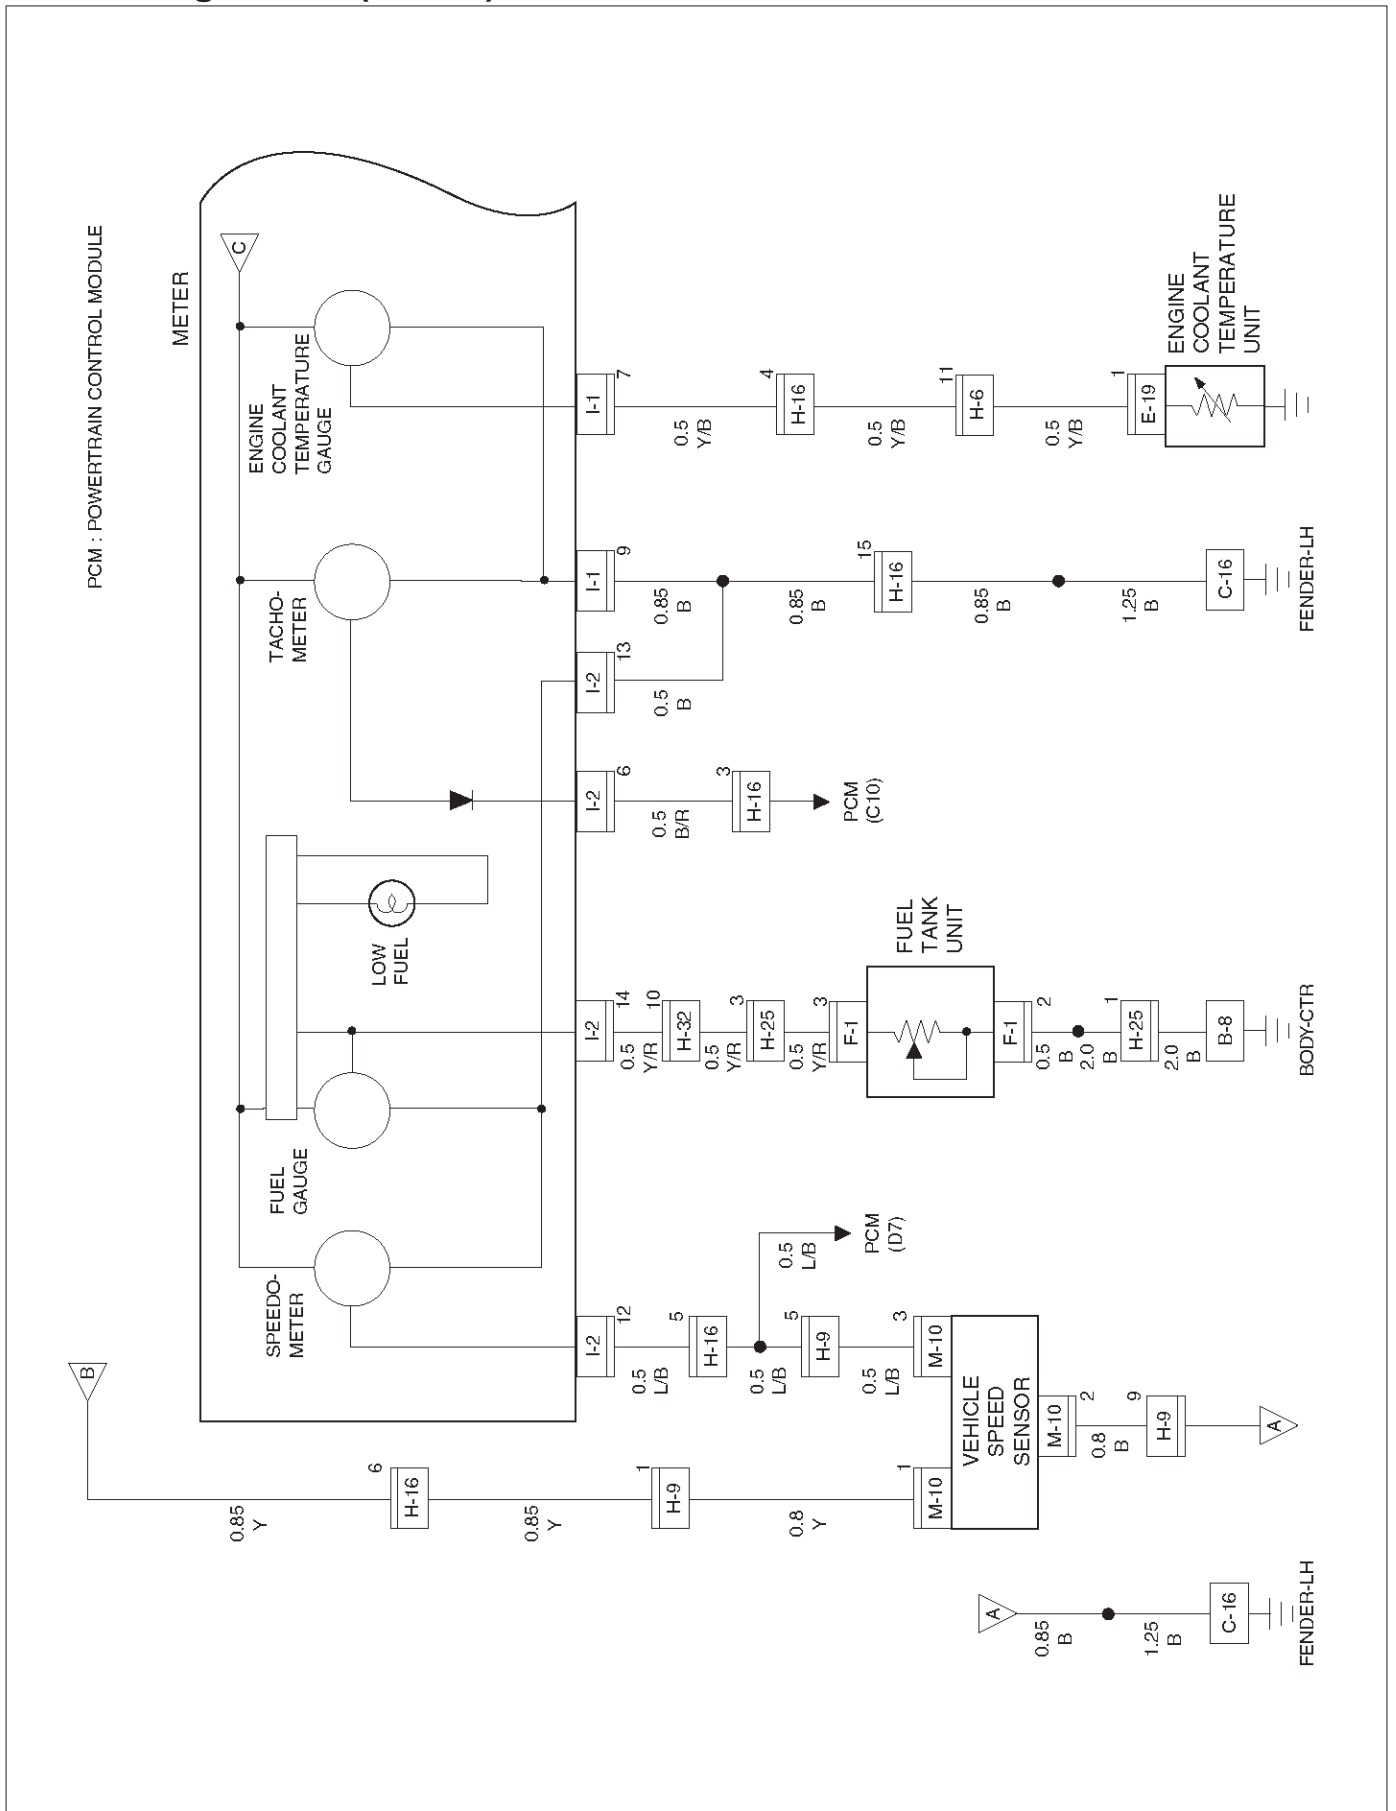 PCM : POWERTRAIN CONTROL MODULE
METER
B
C
SPEEDO-
METER
FUEL
GAUGE
LOW
FUEL
TACHO-
METER
ENGINE
COOLANT
TEMPERATURE
GAUGE
0.85
Y
6
H-16
0.85
Y
1
H-9
0.8
Y
1
M-10
I-2
12
0.5
L/B
5
H-16
0.5
L/B
0.5
L/B
PCM
(D7)
5
H-9
0.5
L/B
3
M-10
VEHICLE
SPEED
SENSOR
M-10
2
0.8
B
9
H-9
A
I-2
14
0.5
Y/R
10
H-32
0.5
Y/R
3
H-25
0.5
Y/R
3
F-1
FUEL
TANK
UNIT
F-1
2
0.5
B
2.0
B
1
H-25
2.0
B
B-8
BODY-CTR
I-2
6
0.5
B/R
3
H-16
PCM
(C10)
I-2
13
0.5
B
I-1
9
0.85
B
0.85
B
15
H-16
0.85
B
1.25
B
C-16
FENDER-LH
I-1
7
0.5
Y/B
4
H-16
0.5
Y/B
11
H-6
0.5
Y/B
1
E-19
ENGINE
COOLANT
TEMPERATURE
UNIT
A
0.85
B
1.25
B
C-16
FENDER-LH